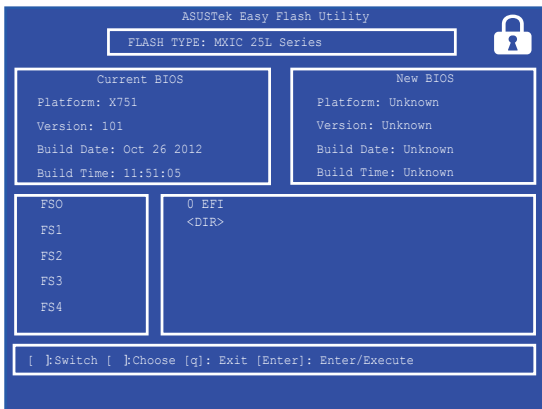 ASUSTek Easy Flash Utility
FLASH TYPE: MXIC 25L Series
Current BIOS
Platform: X751
Version: 101
Build Date: Oct 26 2012
Build Time: 11:51:05
New BIOS
Platform: Unknown
Version: Unknown
Build Date: Unknown
Build Time: Unknown
FSO
FS1
FS2
FS3
FS4
0 EFI
<DIR>
[ ]:Switch [ ]:Choose [q]: Exit [Enter]: Enter/Execute